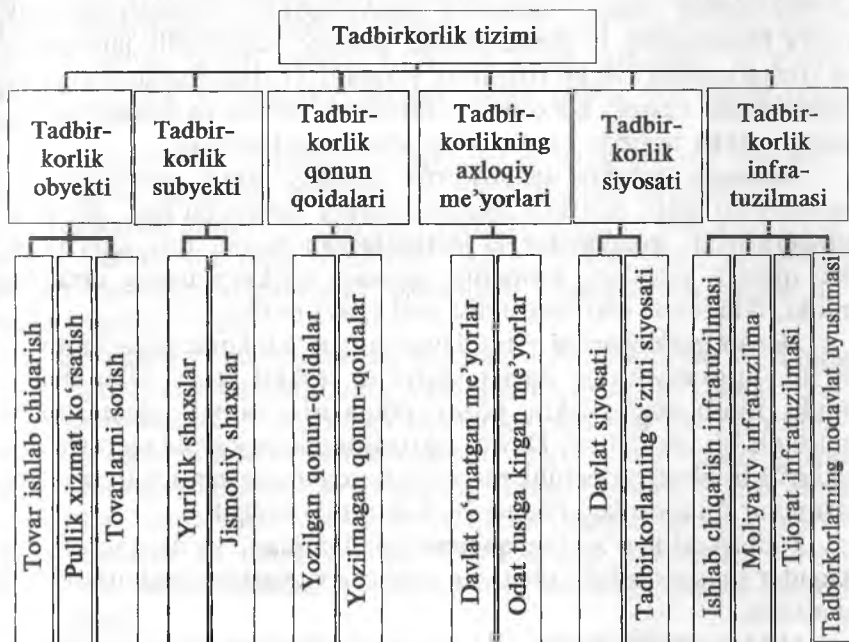 Tadbirkorlik tizimi
Tadbir-
korlik
obyekti
Tadbir-
korlik
subyekti
Tadbir-
korlik
qonun
qoidalari
Tadbir-
korlikning
axloqiy
me’yorlari
Tadbir-
korlik
siyosati
Tadbir-
korlik
infra-
tuzilmasi
Tovar ishlab chiqarish
Pullik xizmat ko‘rsatish
Tovarlarni sotish
Yuridik shaxslar
Jismoniy shaxslar
Yozilgan qonun-qoidalar
Yozilmagan qonun-qoidalar
Davlat o‘rnatgan me’yorlar
Odat tusiga kirgan me’yorlar
Davlat siyosati
Tadbirkorlarning o‘zini siyosati
Ishlab chiqarish infratuzilmasi
Moliyaviy infratuzilma
Tijorat infratuzilmasi
Tadborkorlarning nodavlat uyushmasi